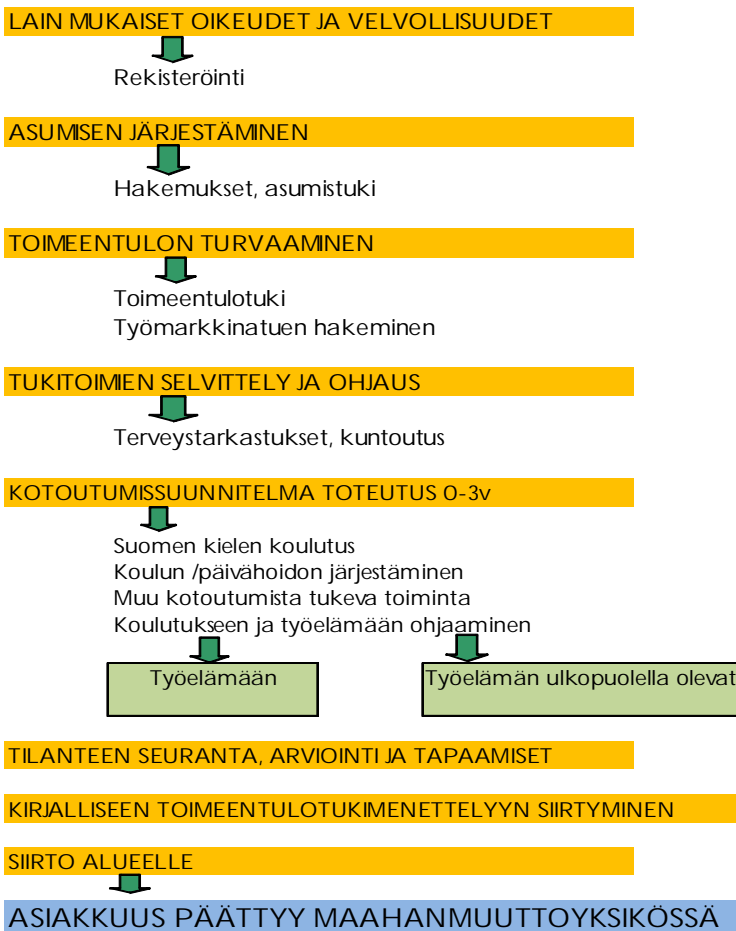 LAIN MUKAISET OIKEUDET JA VELVOLLISUUDET
Rekisteröinti
ASUMISEN JÄRJESTÄMINEN
Hakemukset, asumistuki
TOIMEENTULON TURVAAMINEN
Toimeentulotuki
Työmarkkinatuen hakeminen
TUKITOIMIEN SELVITTELY JA OHJAUS
Terveystarkastukset, kuntoutus
KOTOUTUMISSUUNNITELMA TOTEUTUS 0-3v
Suomen kielen koulutus
Koulun /päivähoidon järjestäminen
Muu kotoutumista tukeva toiminta
Koulutukseen ja työelämään ohjaaminen
Työelämään
Työelämän ulkopuolella olevat
TILANTEEN SEURANTA, ARVIOINTI JA TAPAAMISET
KIRJALLISEEN TOIMEENTULOTUKIMENETTELYYN SIIRTYMINEN
SIIRTO ALUEELLE
ASIAKKUUS PÄÄTTYY MAAHANMUUTTOYKSIKÖSSÄ